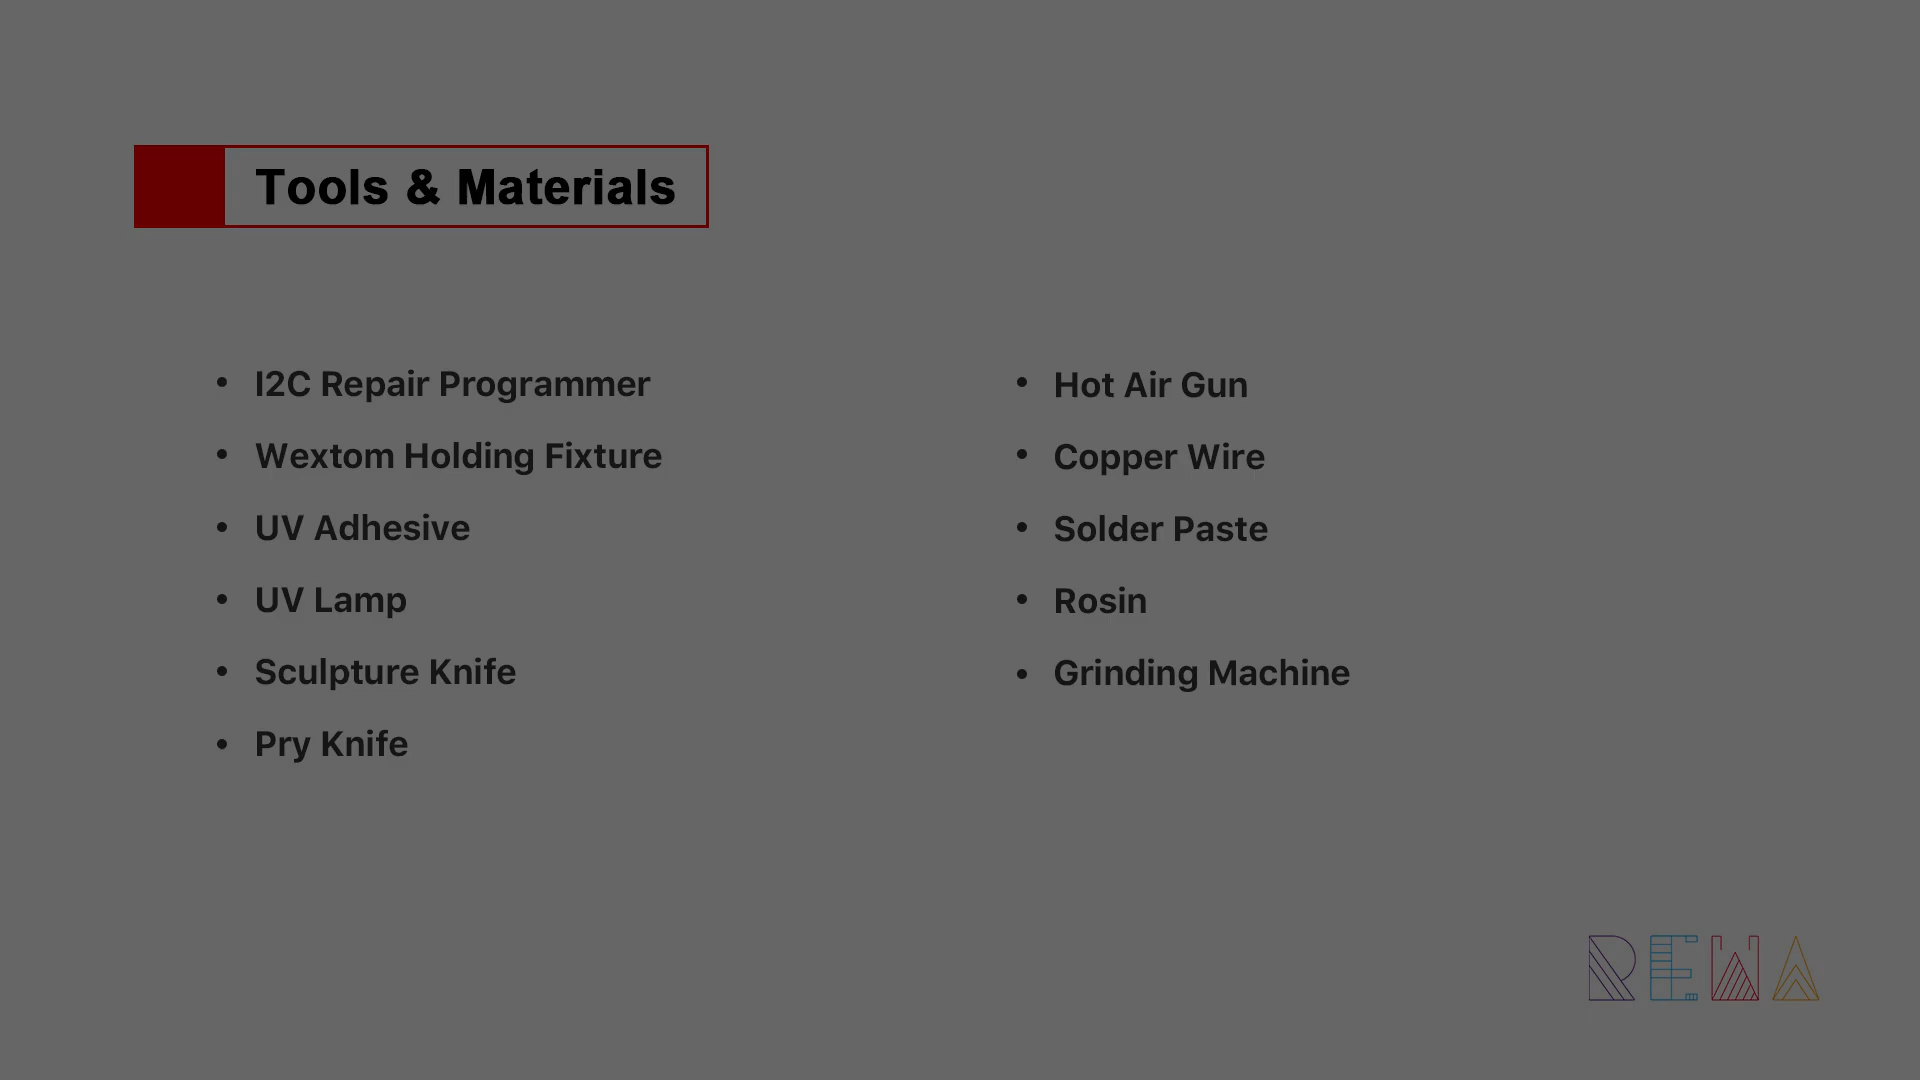 Tools & Materials
• I2C Repair Programmer
• Wextom Holding Fixture
• UV Adhesive
• UV Lamp
• Sculpture Knife
• Pry Knife
• Hot Air Gun
• Copper Wire
• Solder Paste
• Rosin
• Grinding Machine
REWA